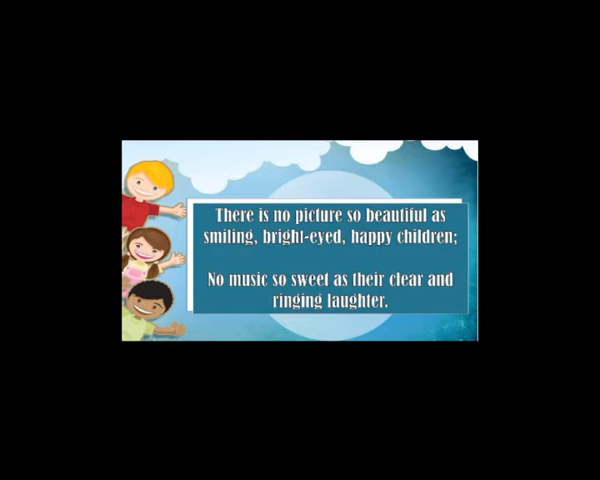 There is no picture so beautiful as
smiling, bright-eyed, happy children;
No music so sweet as their clear and
ringing laughter.